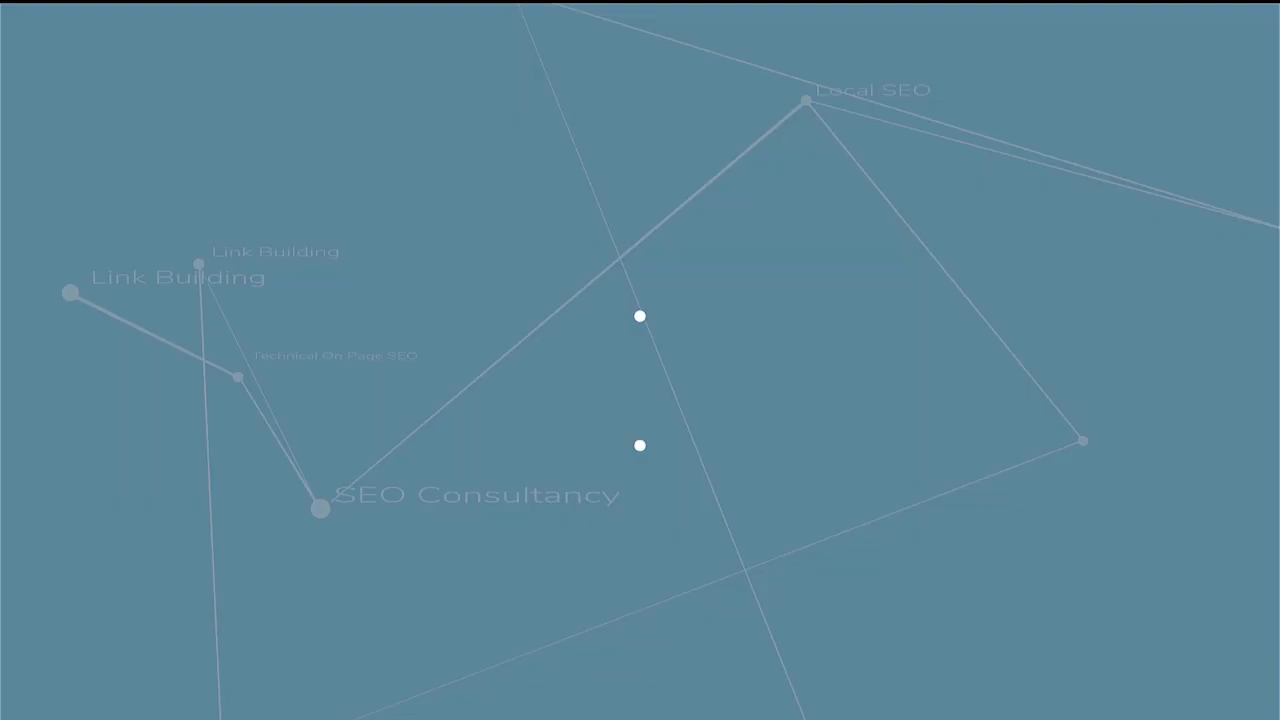 Local SEO
Link Building
Link Building
Technical On Page SEO
SEO Consultancy